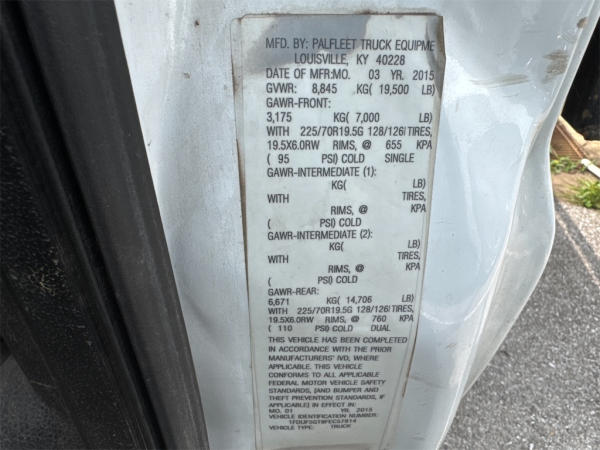 MFD. BY: PALFLEET TRUCK EQUIPME
LOUISVILLE, KY 40228
DATE OF MFR:MO. 03 YR. 2015
GVWR: 8,845 KG( 19,500 LB)
GAWR-FRONT:
3,175 KG( 7,000 LB)
WITH 225/70R19.5G 128/126(TIRES,
19.5X6.0RW RIMS, @ 655 KPA
( 95 PSI) COLD SINGLE
GAWR-INTERMEDIATE (1):
KG( LB)
WITH TIRES,
RIMS, @ KPA
( PSI) COLD
GAWR-INTERMEDIATE (2):
KG( LB)
WITH TIRES,
RIMS, @ KPA
( PSI) COLD
GAWR-REAR:
6,671 KG( 14,706 LB)
WITH 225/70R19.5G 128/126(TIRES,
19.5X6.0RW RIMS, @ 760 KPA
( 110 PSI) COLD DUAL
THIS VEHICLE HAS BEEN COMPLETED
IN ACCORDANCE WITH THE PRIOR
MANUFACTURERS' IVD, WHERE
APPLICABLE. THIS VEHICLE
CONFORMS TO ALL APPLICABLE
FEDERAL MOTOR VEHICLE SAFETY
STANDARDS, [AND BUMPER AND
THEFT PREVENTION STANDARDS, IF
APPLICABLE] IN EFFECT IN:
MO. 01 YR. 2015
VEHICLE IDENTIFICATION NUMBER:
VEHICLE TYPE: TRUCK